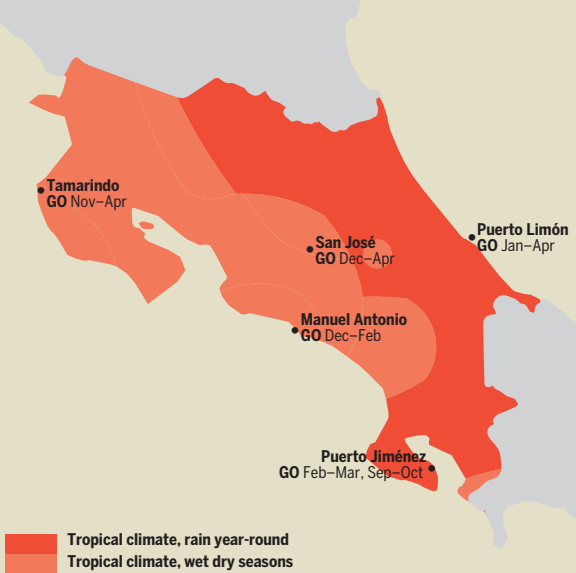 Tamarindo
GO Nov–Apr
Puerto Limón
GO Jan–Apr
San José
GO Dec–Apr
Manuel Antonio
GO Dec–Feb
Puerto Jiménez
GO Feb–Mar, Sep–Oct
Tropical climate, rain year-round
Tropical climate, wet dry seasons